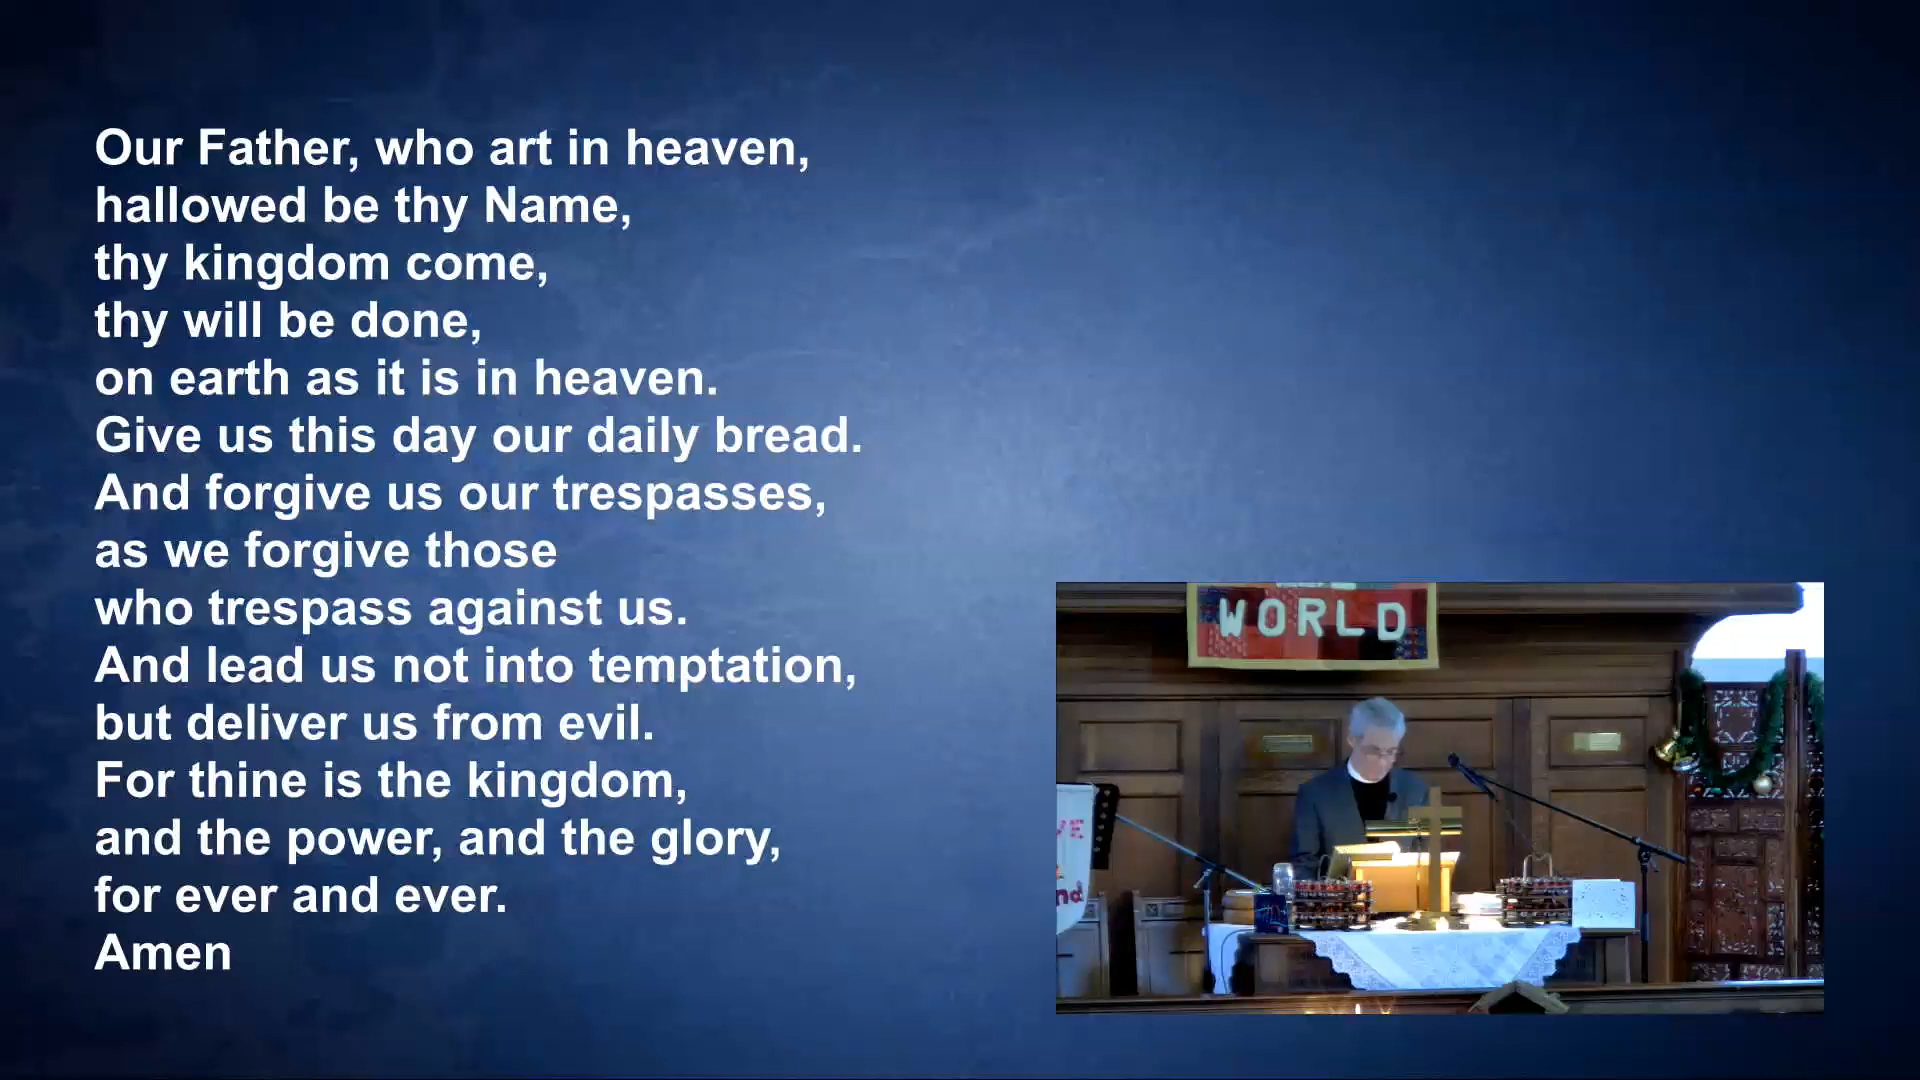 Our Father, who art in heaven,
hallowed be thy Name,
thy kingdom come,
thy will be done,
on earth as it is in heaven.
Give us this day our daily bread.
And forgive us our trespasses,
as we forgive those
who trespass against us.
And lead us not into temptation,
but deliver us from evil.
For thine is the kingdom,
and the power, and the glory,
for ever and ever.
Amen
WORLD